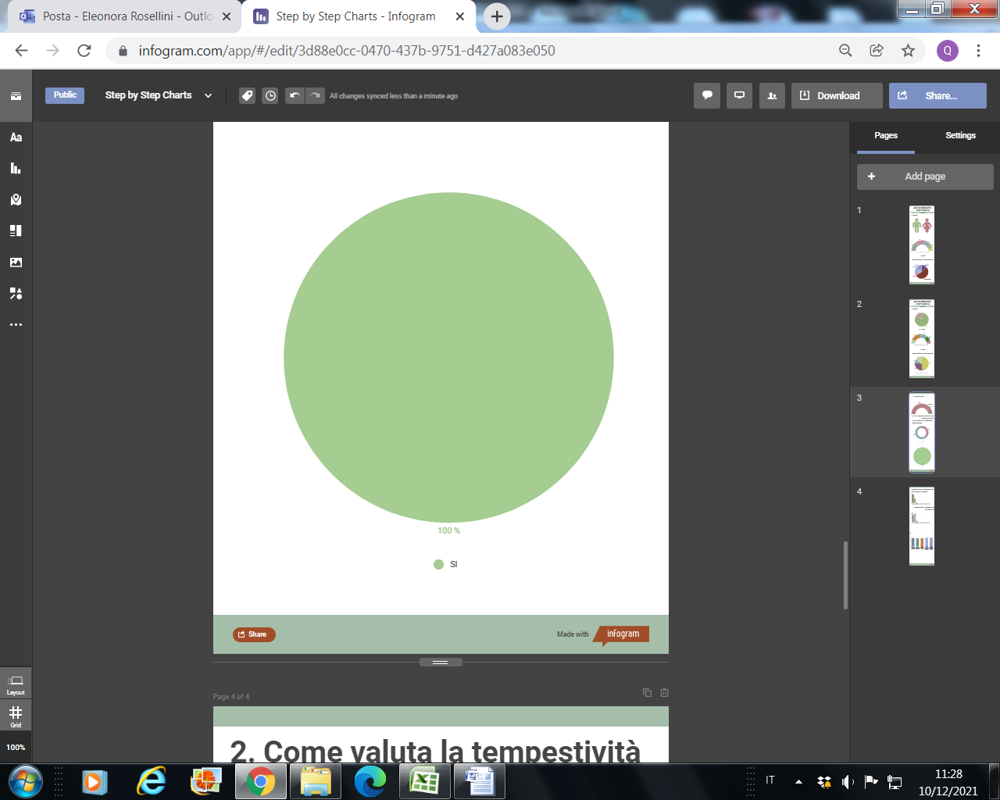 Posta - Eleonora Rosellini - Outlo
Step by Step Charts - Infogram
infogram.com/app/#/edit/3d88e0cc-0470-437b-9751-d427a083e050
Q
Public
Step by Step Charts
All changes synced less than a minute ago
Download
Share...
Aa
Pages
Settings
Add page
1
2
3
4
100 %
SI
Share
Made with
infogram
Page 4 of 4
2. Come valuta la tempestività
Layout
Grid
100%
IT
11:28
10/12/2021